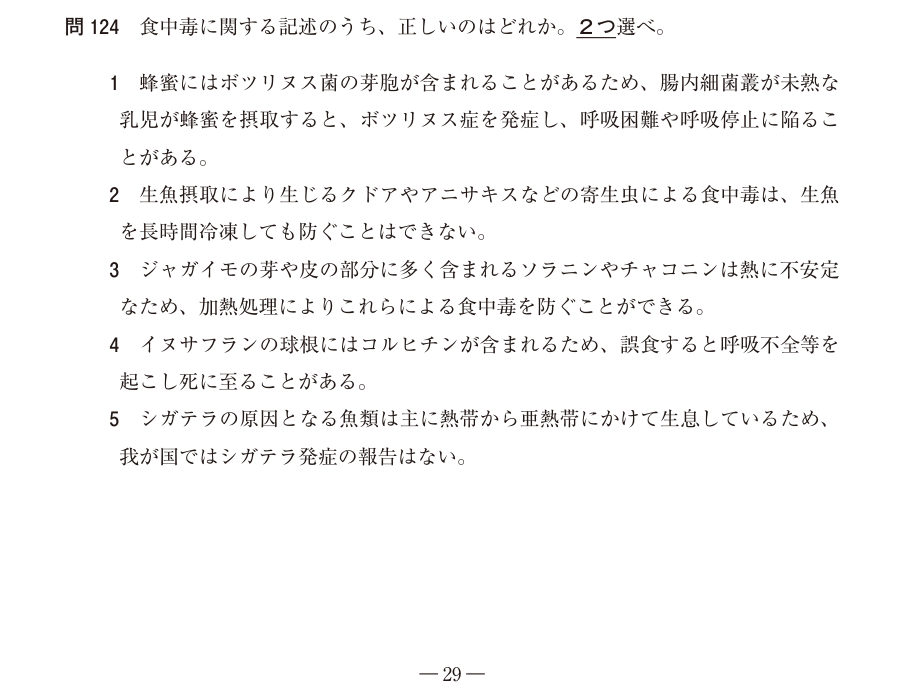 問 124　食中毒に関する記述のうち、正しいのはどれか。２つ選べ。
1　蜂蜜にはボツリヌス菌の芽胞が含まれることがあるため、腸内細菌叢が未熟な
乳児が蜂蜜を摂取すると、ボツリヌス症を発症し、呼吸困難や呼吸停止に陥るこ
とがある。
2　生魚摂取により生じるクドアやアニサキスなどの寄生虫による食中毒は、生魚
を長時間冷凍しても防ぐことはできない。
3　ジャガイモの芽や皮の部分に多く含まれるソラニンやチャコニンは熱に不安定
なため、加熱処理によりこれらによる食中毒を防ぐことができる。
4　イヌサフランの球根にはコルヒチンが含まれるため、誤食すると呼吸不全等を
起こし死に至ることがある。
5　シガテラの原因となる魚類は主に熱帯から亜熱帯にかけて生息しているため、
我が国ではシガテラ発症の報告はない。
― 29 ―